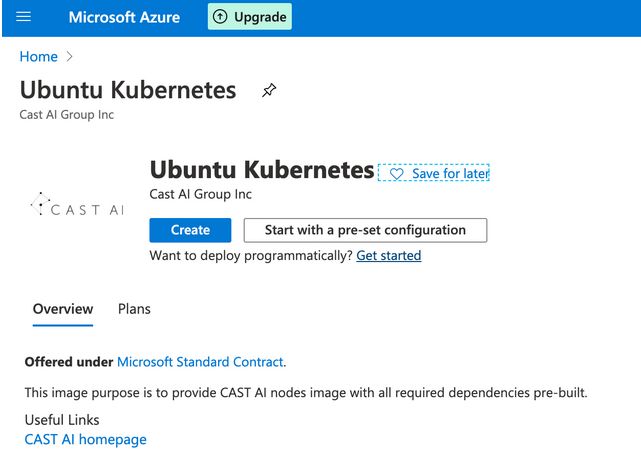 Microsoft Azure
Upgrade
Home
Ubuntu Kubernetes
Cast AI Group Inc
Ubuntu Kubernetes
Save for later
Cast AI Group Inc
CAST AI
Create
Start with a pre-set configuration
Want to deploy programmatically? Get started
Overview
Plans
Offered under Microsoft Standard Contract.
This image purpose is to provide CAST AI nodes image with all required dependencies pre-built.
Useful Links
CAST AI homepage